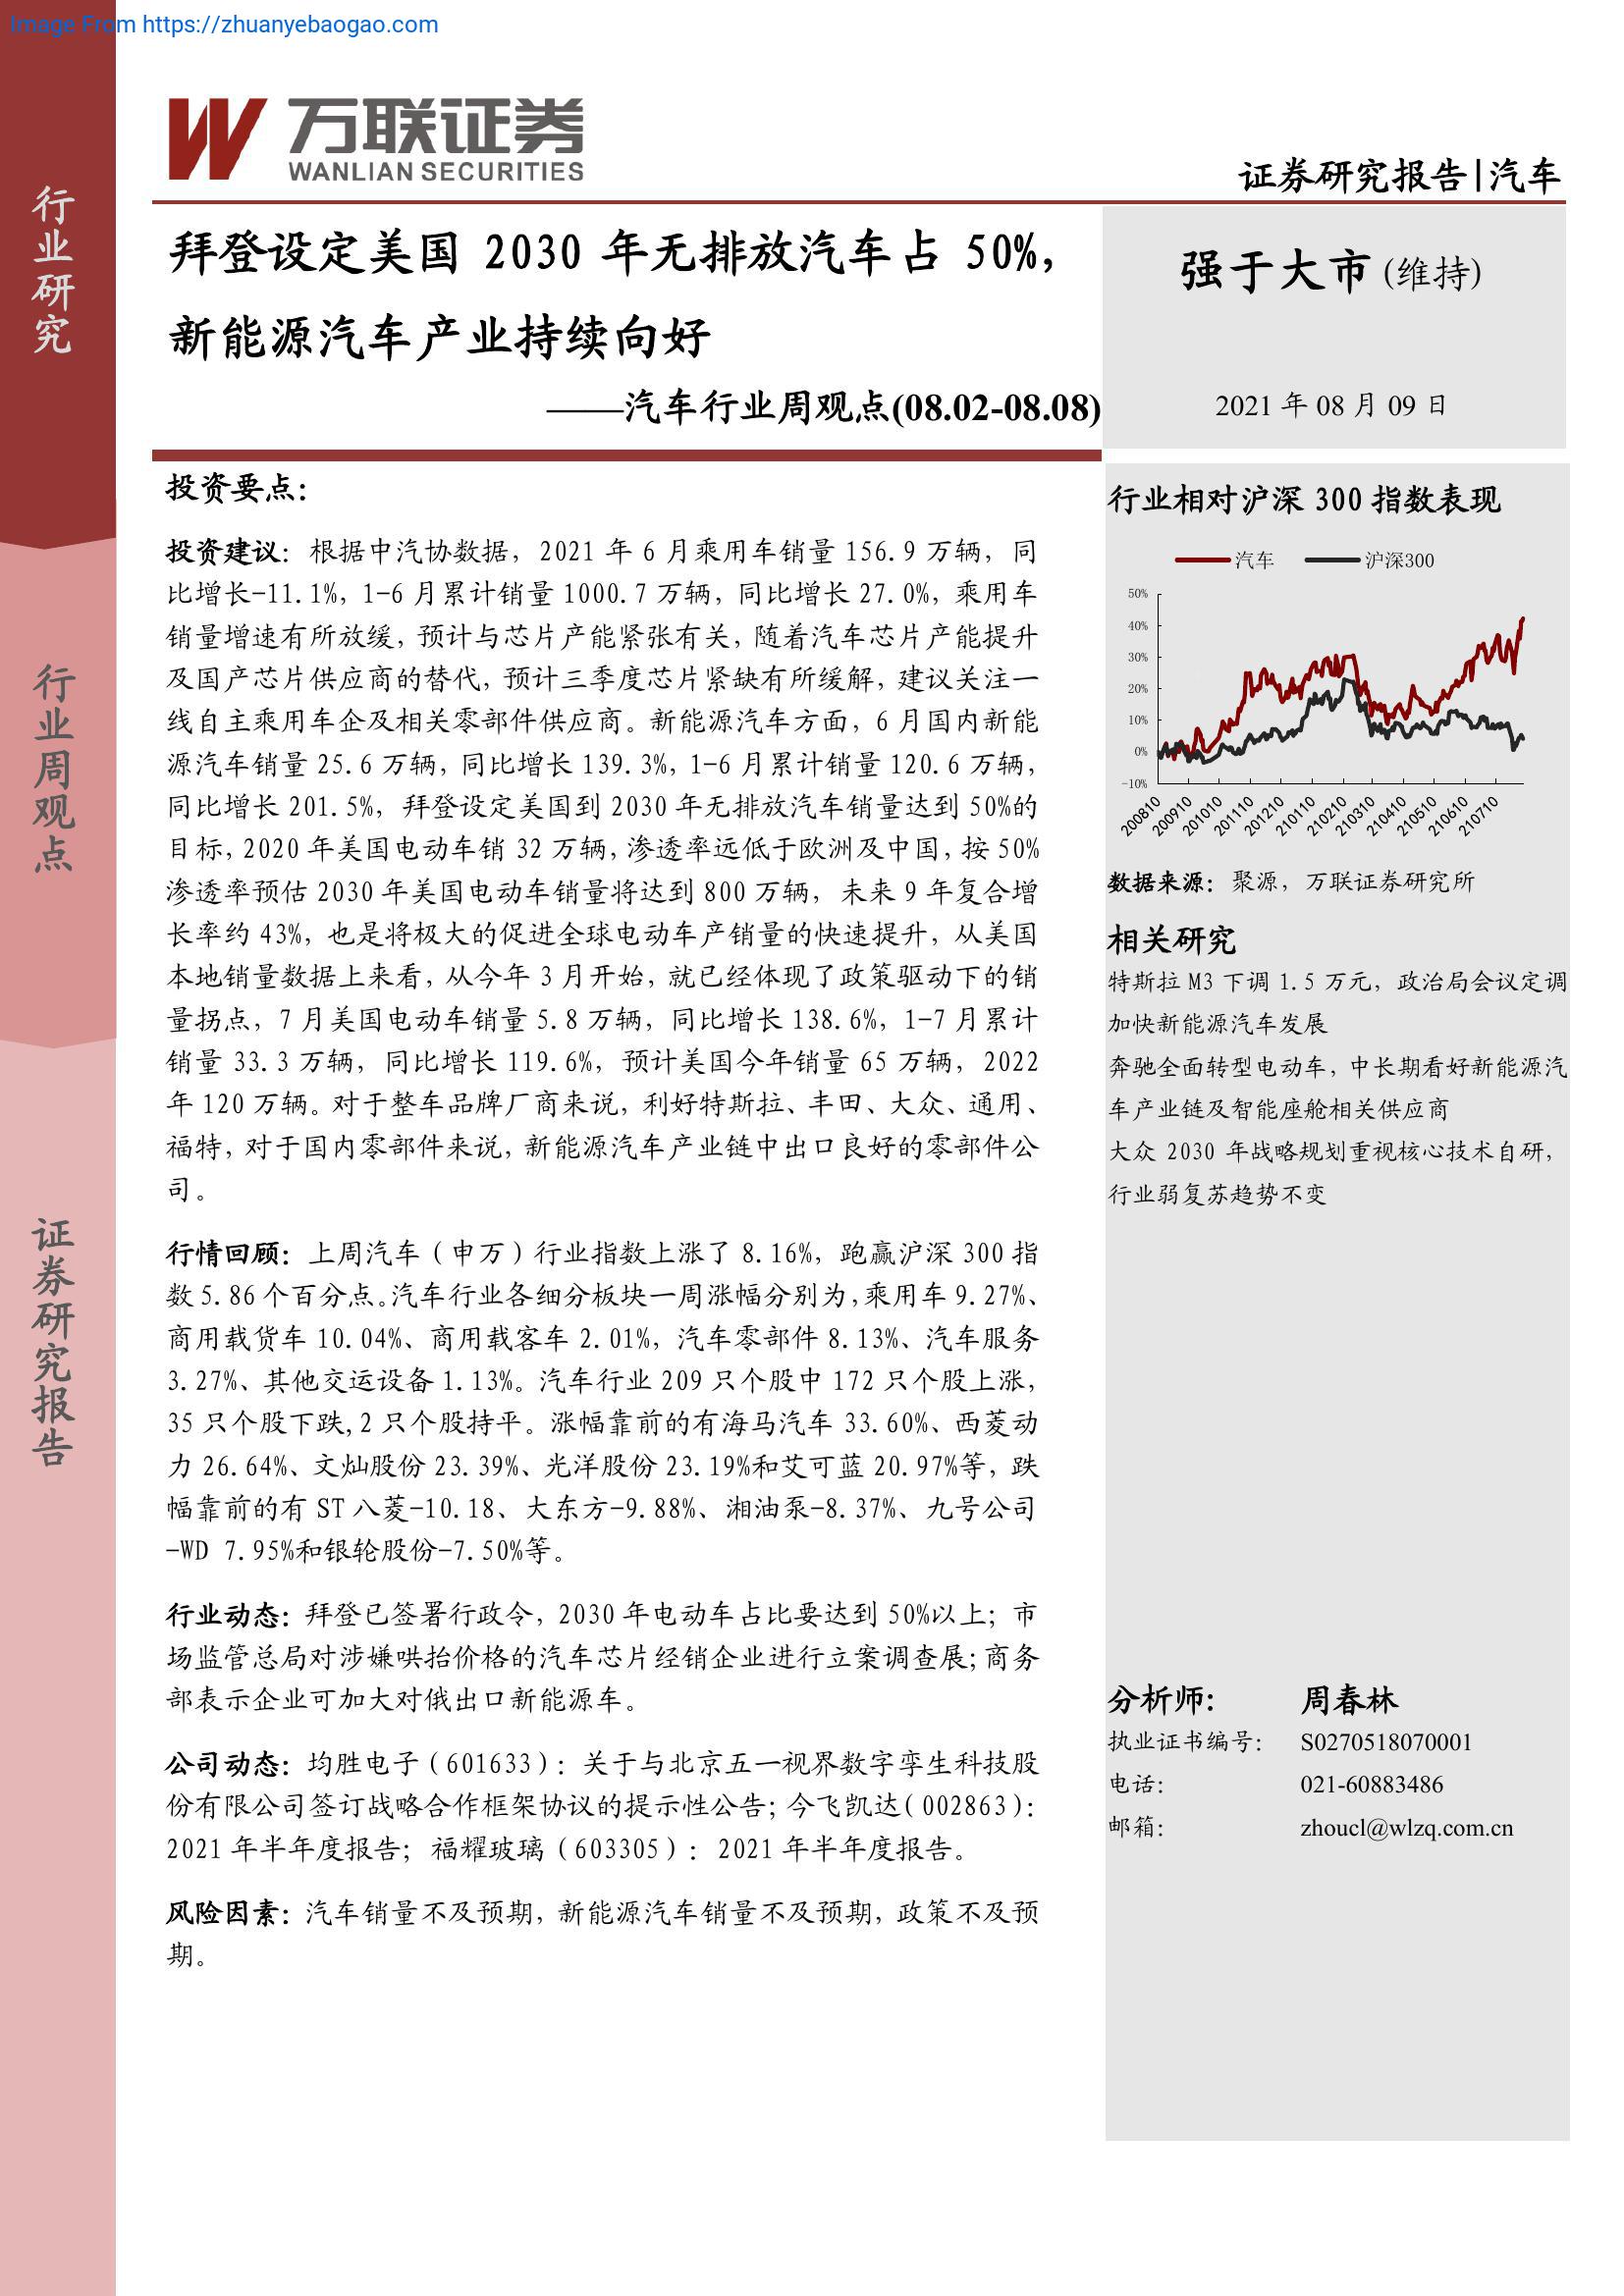 Image From https://zhuanyebaogao.com
万联证券
WANLIAN SECURITIES
证券研究报告|汽车
行业研究
行业周观点
证券研究报告
拜登设定美国 2030 年无排放汽车占 50%，
新能源汽车产业持续向好
——汽车行业周观点(08.02-08.08)
强于大市(维持)
2021 年 08 月 09 日
投资要点：
投资建议：根据中汽协数据，2021 年 6 月乘用车销量 156.9 万辆，同
比增长-11.1%，1-6 月累计销量 1000.7 万辆，同比增长 27.0%，乘用车
销量增速有所放缓，预计与芯片产能紧张有关，随着汽车芯片产能提升
及国产芯片供应商的替代，预计三季度芯片紧缺有所缓解，建议关注一
线自主乘用车企及相关零部件供应商。新能源汽车方面，6 月国内新能
源汽车销量 25.6 万辆，同比增长 139.3%，1-6 月累计销量 120.6 万辆，
同比增长 201.5%，拜登设定美国到 2030 年无排放汽车销量达到 50%的
目标，2020 年美国电动车销 32 万辆，渗透率远低于欧洲及中国，按 50%
渗透率预估 2030 年美国电动车销量将达到 800 万辆，未来 9 年复合增
长率约 43%，也是将极大的促进全球电动车产销量的快速提升，从美国
本地销量数据上来看，从今年 3 月开始，就已经体现了政策驱动下的销
量拐点，7 月美国电动车销量 5.8 万辆，同比增长 138.6%，1-7 月累计
销量 33.3 万辆，同比增长 119.6%，预计美国今年销量 65 万辆，2022
年 120 万辆。对于整车品牌厂商来说，利好特斯拉、丰田、大众、通用、
福特，对于国内零部件来说，新能源汽车产业链中出口良好的零部件公
司。
行情回顾：上周汽车（申万）行业指数上涨了 8.16%，跑赢沪深 300 指
数 5.86 个百分点。汽车行业各细分板块一周涨幅分别为，乘用车 9.27%、
商用载货车 10.04%、商用载客车 2.01%，汽车零部件 8.13%、汽车服务
3.27%、其他交运设备 1.13%。汽车行业 209 只个股中 172 只个股上涨，
35 只个股下跌,2 只个股持平。涨幅靠前的有海马汽车 33.60%、西菱动
力 26.64%、文灿股份 23.39%、光洋股份 23.19%和艾可蓝 20.97%等，跌
幅靠前的有 ST 八菱-10.18、大东方-9.88%、湘油泵-8.37%、九号公司
-WD 7.95%和银轮股份-7.50%等。
行业动态：拜登已签署行政令，2030 年电动车占比要达到 50%以上；市
场监管总局对涉嫌哄抬价格的汽车芯片经销企业进行立案调查展；商务
部表示企业可加大对俄出口新能源车。
公司动态：均胜电子（601633）：关于与北京五一视界数字孪生科技股
份有限公司签订战略合作框架协议的提示性公告；今飞凯达（002863）：
2021 年半年度报告；福耀玻璃（603305）：2021 年半年度报告。
风险因素：汽车销量不及预期，新能源汽车销量不及预期，政策不及预
期。
行业相对沪深 300 指数表现
汽车 沪深300
50%
40%
30%
20%
10%
0%
-10%
200810 200910 201010 201110 201210 210110 210210 210310 210410 210510 210610 210710
数据来源：聚源，万联证券研究所
相关研究
特斯拉 M3 下调 1.5 万元，政治局会议定调
加快新能源汽车发展
奔驰全面转型电动车，中长期看好新能源汽
车产业链及智能座舱相关供应商
大众 2030 年战略规划重视核心技术自研，
行业弱复苏趋势不变
分析师: 周春林
执业证书编号: S0270518070001
电话: 021-60883486
邮箱: zhoucl@wlzq.com.cn